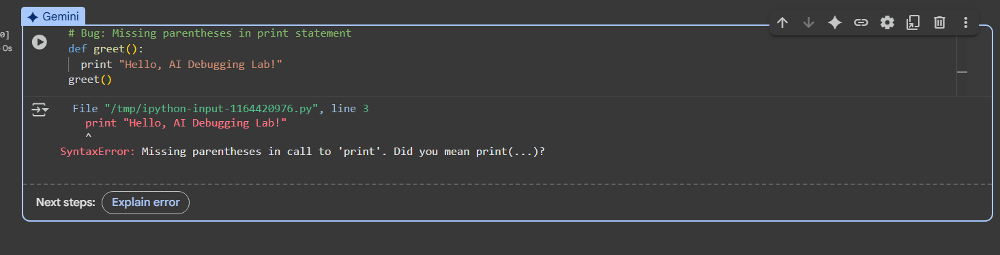 Gemini
0]
0s
# Bug: Missing parentheses in print statement
def greet():
print "Hello, AI Debugging Lab!"
greet()
File "/tmp/ipython-input-1164420976.py", line 3
print "Hello, AI Debugging Lab!"
^
SyntaxError: Missing parentheses in call to 'print'. Did you mean print(...)?
Next steps: Explain error